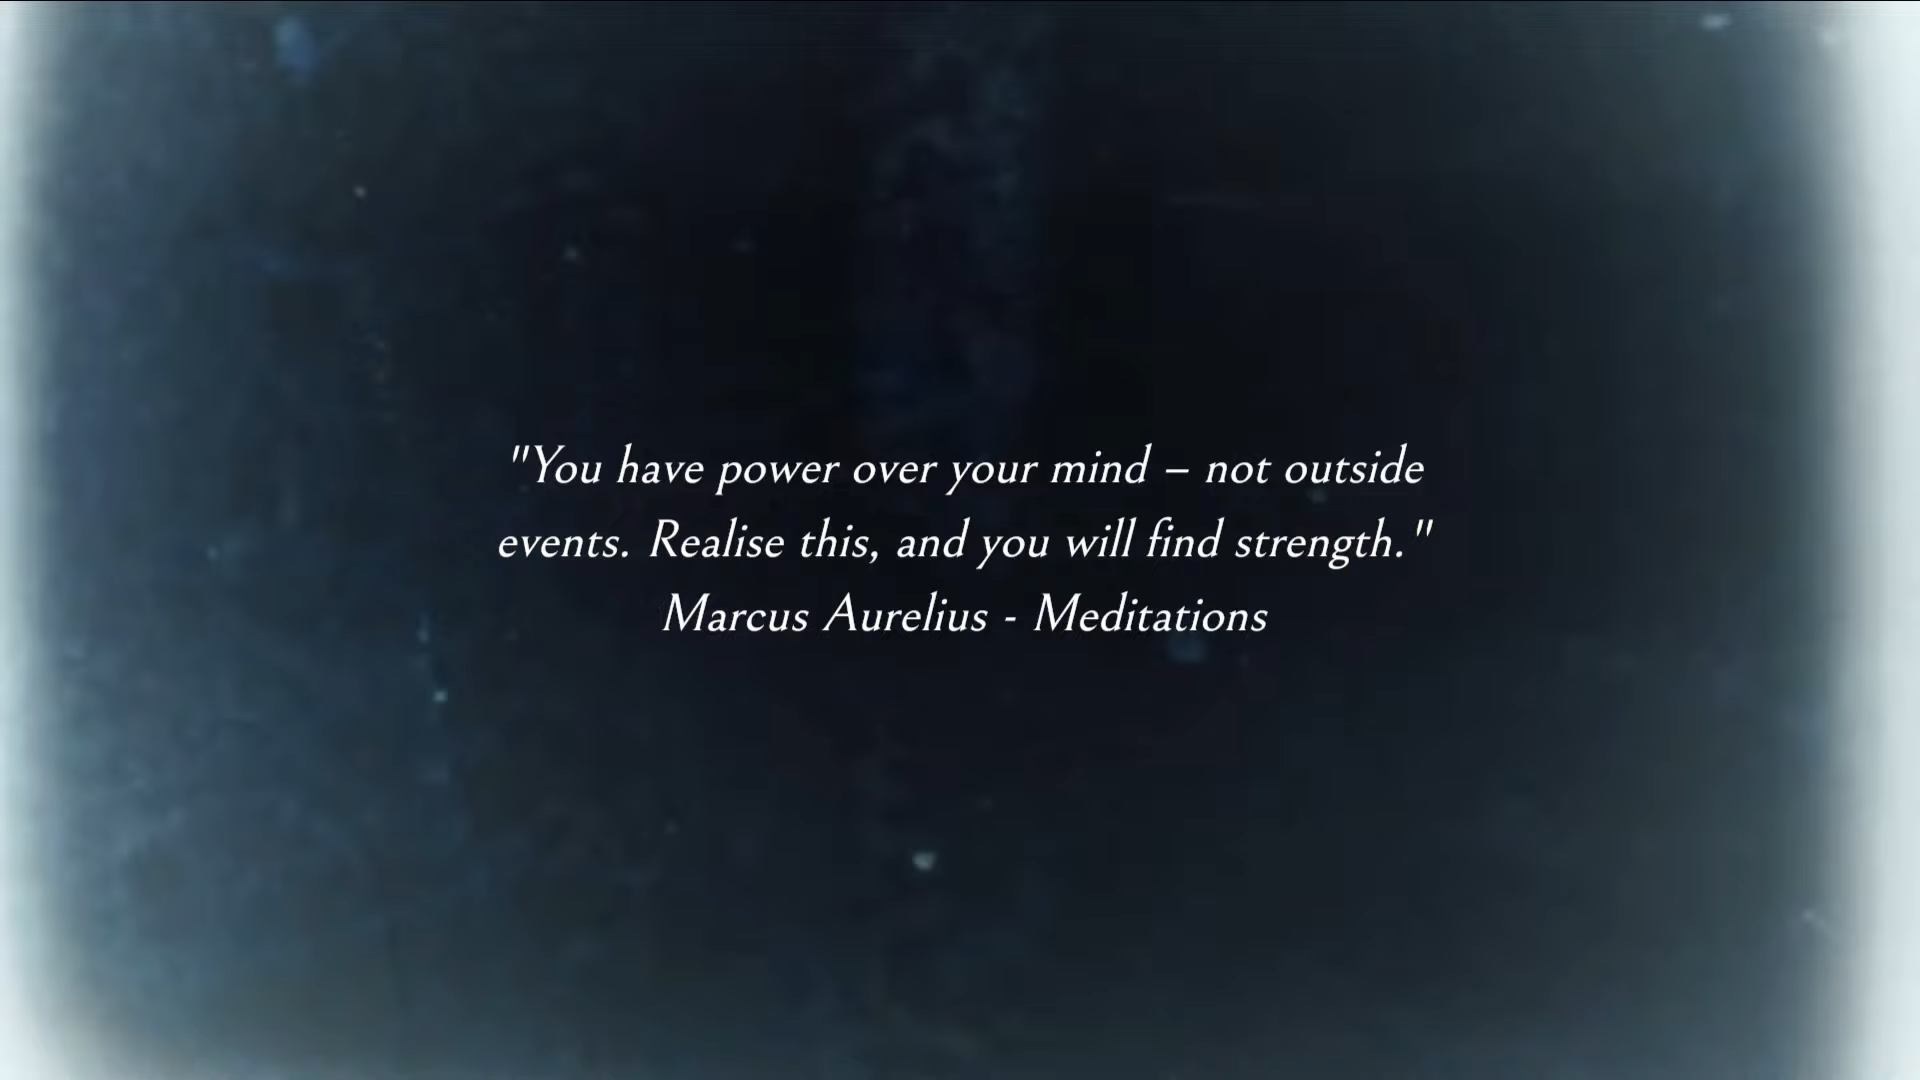 "You have power over your mind – not outside
events. Realise this, and you will find strength."
Marcus Aurelius - Meditations